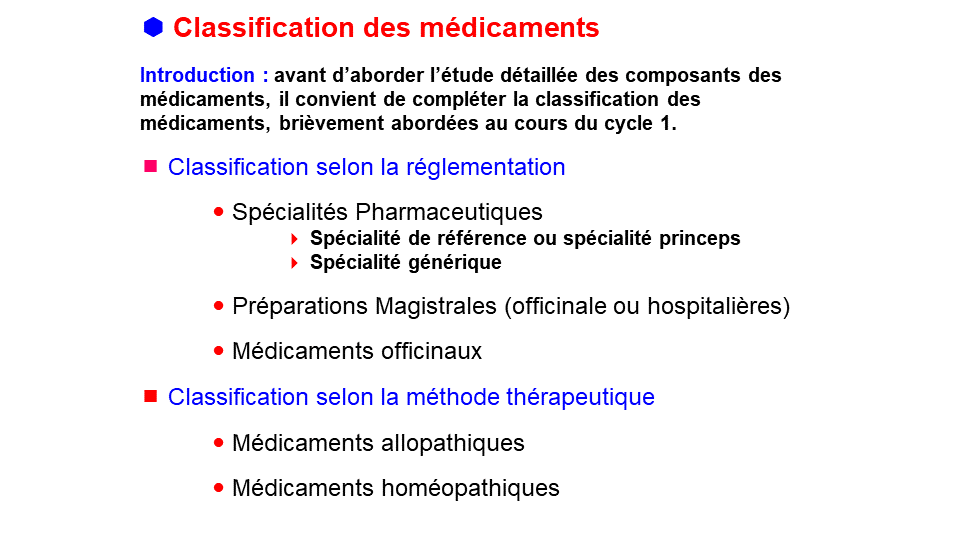 Classification des médicaments
Introduction : avant d’aborder l’étude détaillée des composants des
médicaments, il convient de compléter la classification des
médicaments, brièvement abordées au cours du cycle 1.
Classification selon la réglementation
Spécialités Pharmaceutiques
Spécialité de référence ou spécialité princeps
Spécialité générique
Préparations Magistrales (officinale ou hospitalières)
Médicaments officinaux
Classification selon la méthode thérapeutique
Médicaments allopathiques
Médicaments homéopathiques